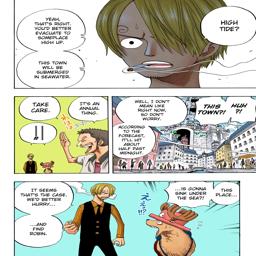 YEAH,
THAT'S RIGHT.
YOU'D BETTER
EVACUATE TO
SOMEPLACE
HIGH UP.
THIS TOWN
WILL BE
SUBMERGED IN
SEAWATER.
HIGH
TIDE?
TAKE
CARE.
IT'S AN
ANNUAL
THING.
WELL, I DON'T
MEAN LIKE
RIGHT NOW,
SO DON'T
WORRY.
ACCORDING TO
THE FORECAST,
IT'LL HIT
ABOUT HALF
PAST MIDNIGHT.
THIS
TOWN?!
HUH
?!
IT SEEMS
THAT'S THE
CASE. WE'D
BETTER
HURRY...
...AND
FIND
ROBIN.
...IS GONNA
SINK UNDER
THE SEA?!
THIS
PLACE...